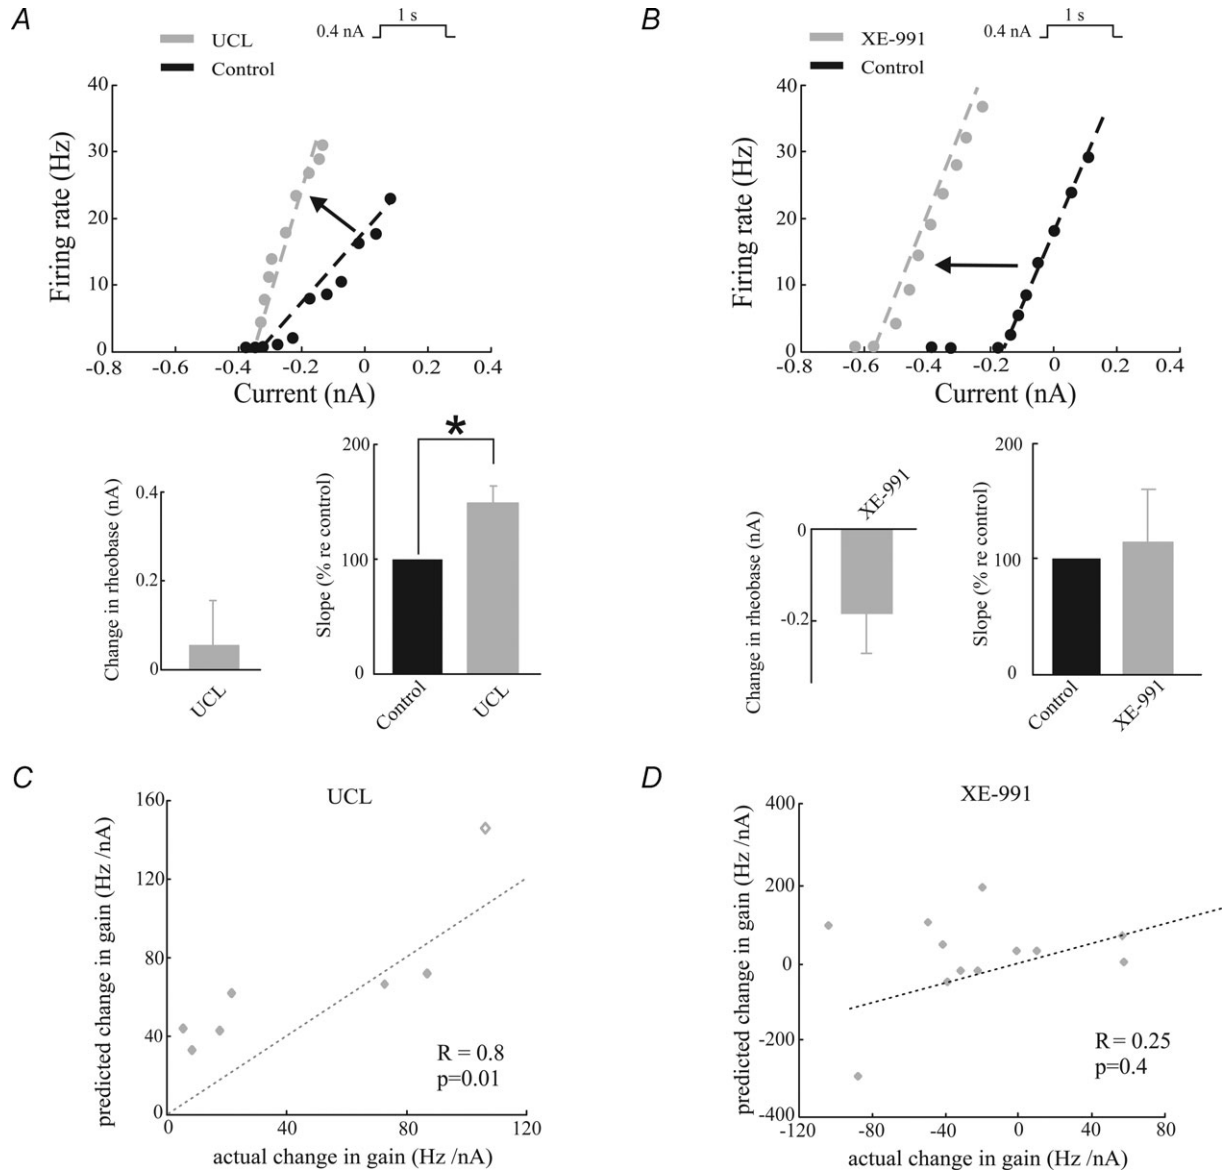 A
1 s
0.4 nA
UCL
Control
40
30
20
10
0
Firing rate (Hz)
-0.8 -0.6 -0.4 -0.2 0 0.2 0.4
Current (nA)
0.4
0.2
0
Change in rheobase (nA)
UCL
*
200
100
0
Slope (% re control)
Control UCL
B
1 s
0.4 nA
XE-991
Control
40
30
20
10
0
Firing rate (Hz)
-0.8 -0.6 -0.4 -0.2 0 0.2 0.4
Current (nA)
XE-991
0
-0.2
Change in rheobase (nA)
200
100
0
Slope (% re control)
Control XE-991
C
UCL
160
120
80
40
0
predicted change in gain (Hz /nA)
R = 0.8
p=0.01
0 40 80 120
actual change in gain (Hz /nA)
D
XE-991
400
200
0
-200
-400
predicted change in gain (Hz /nA)
R = 0.25
p=0.4
-120 -80 -40 0 40 80
actual change in gain (Hz /nA)